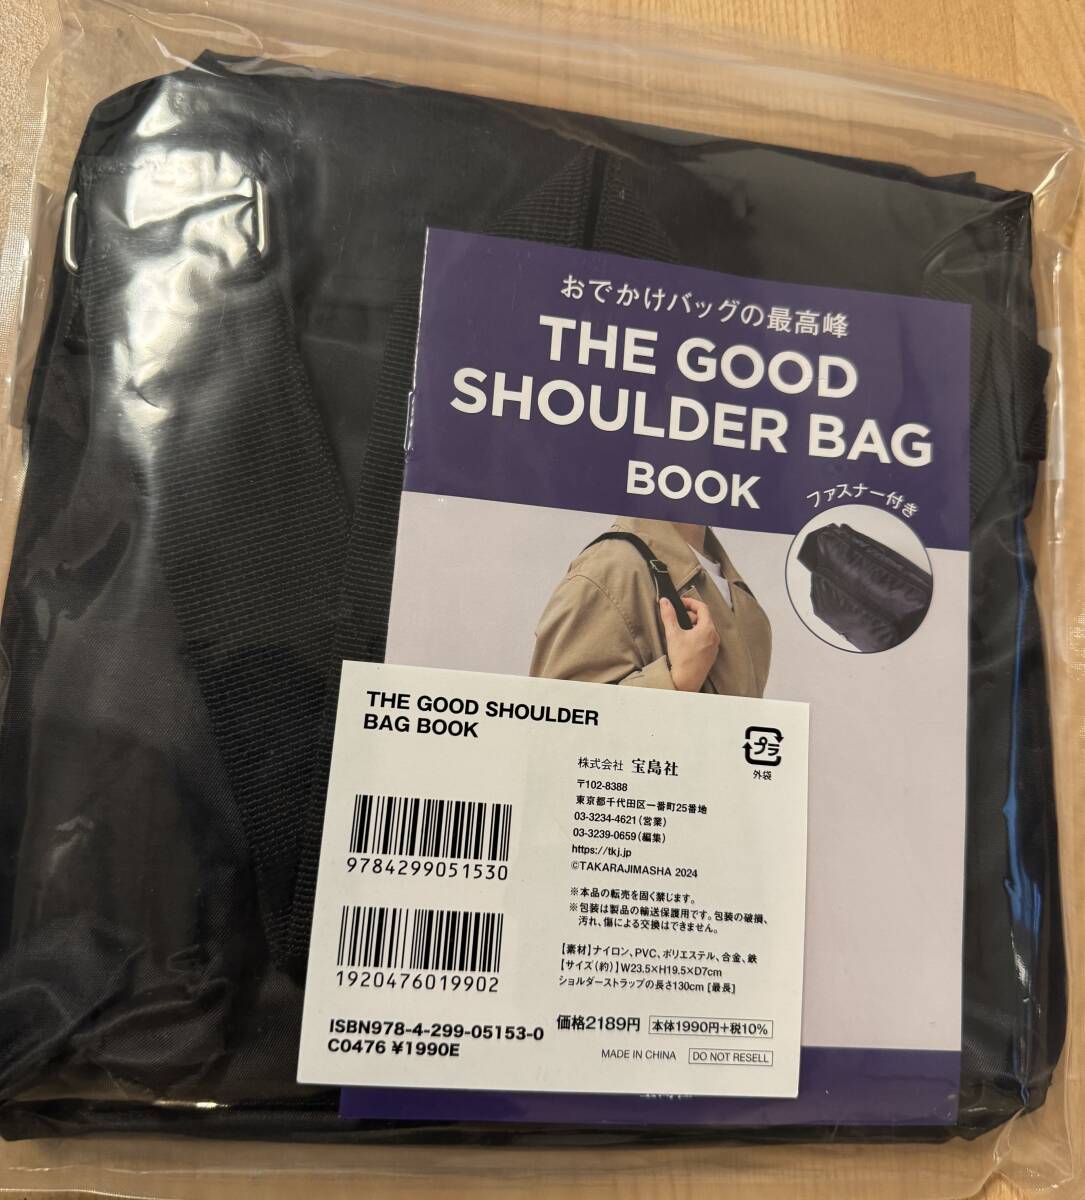 おでかけバッグの最高峰
THE GOOD
SHOULDER BAG
BOOK
ファスナー付き
THE GOOD SHOULDER
BAG BOOK
プラ
外袋
株式会社 宝島社
〒102-8388
東京都千代田区一番町25番地
03-3234-4621(営業)
03-3239-0659(編集)
https://tkj.jp
©TAKARAJIMASHA 2024
9784299051530
※本品の転売を固く禁じます。
※包装は製品の輸送保護用です。包装の破損、
汚れ、傷による交換はできません。
1920476019902
【素材】ナイロン、PVC、ポリエステル、合金、鉄
【サイズ(約)】W23.5×H19.5×D7cm
ショルダーストラップの長さ130cm [最長]
ISBN978-4-299-05153-0
C0476 ¥1990E
価格2189円 本体1990円+税10%
MADE IN CHINA DO NOT RESELL